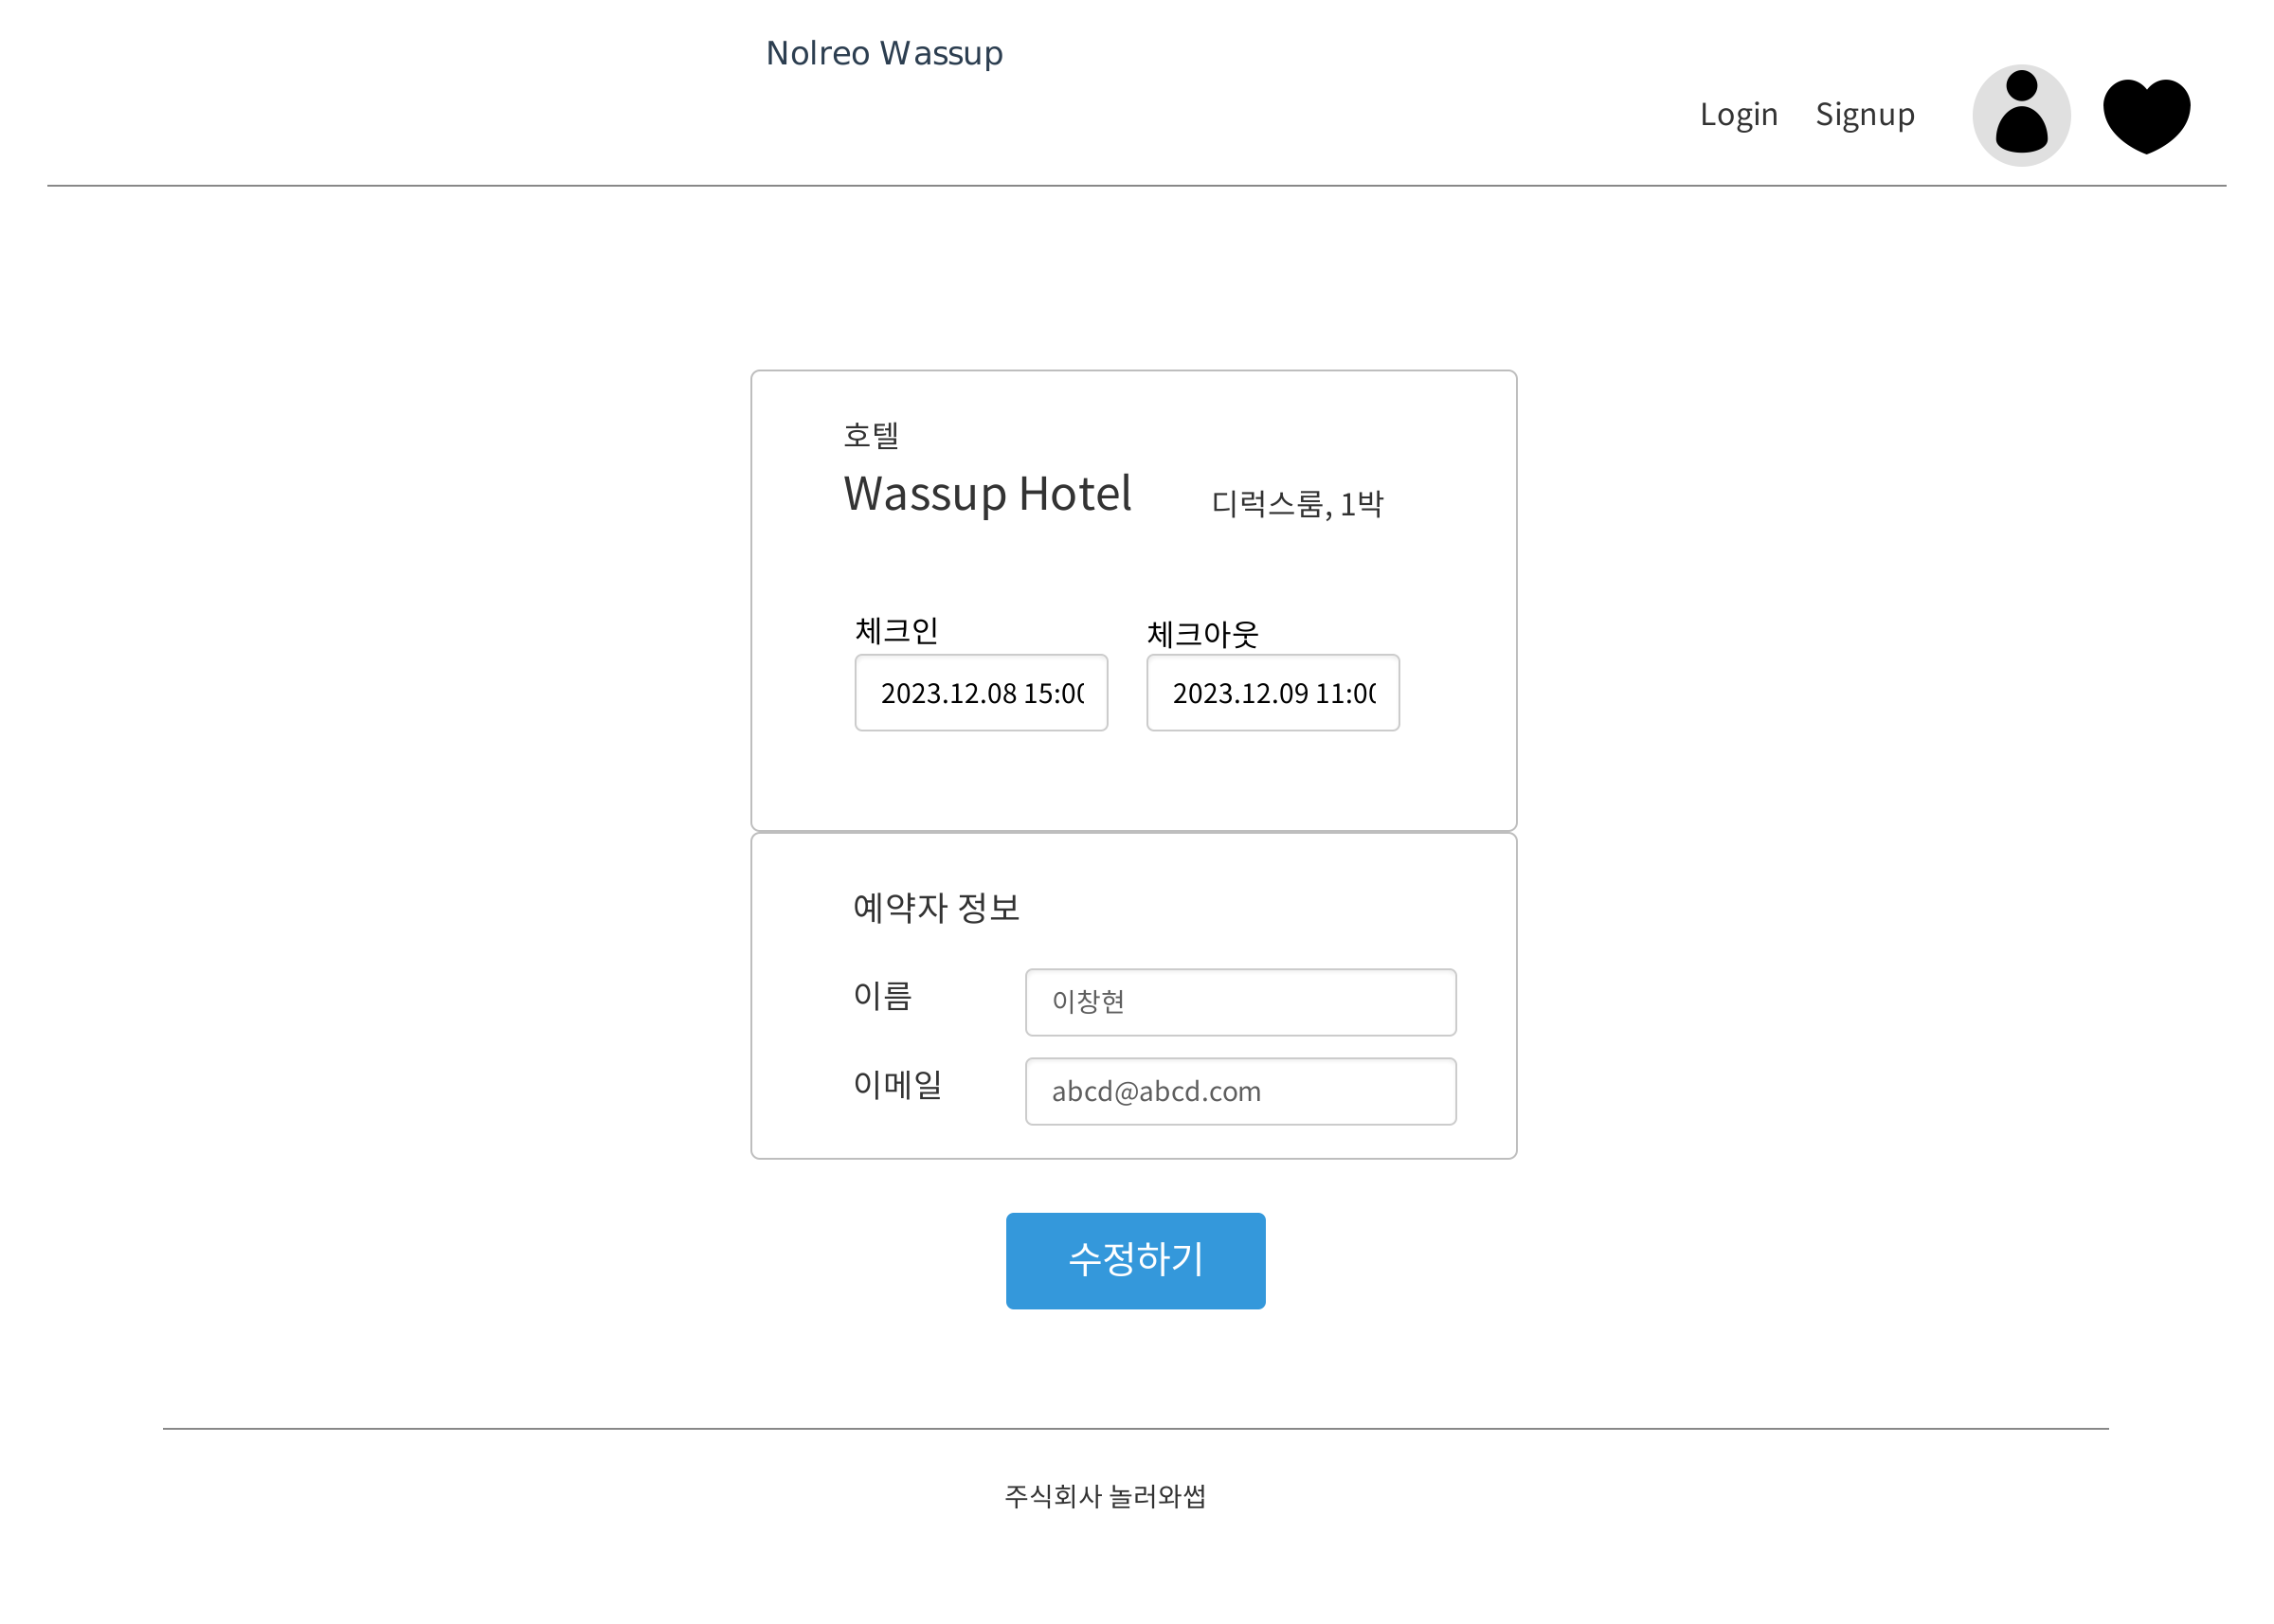 Nolreo Wassup
Login Signup
호텔
Wassup Hotel 디럭스룸, 1박
체크인 체크아웃
2023.12.08 15:00 2023.12.09 11:00
예약자 정보
이름 이창현
이메일 abcd@abcd.com
수정하기
주식회사 놀러와썹